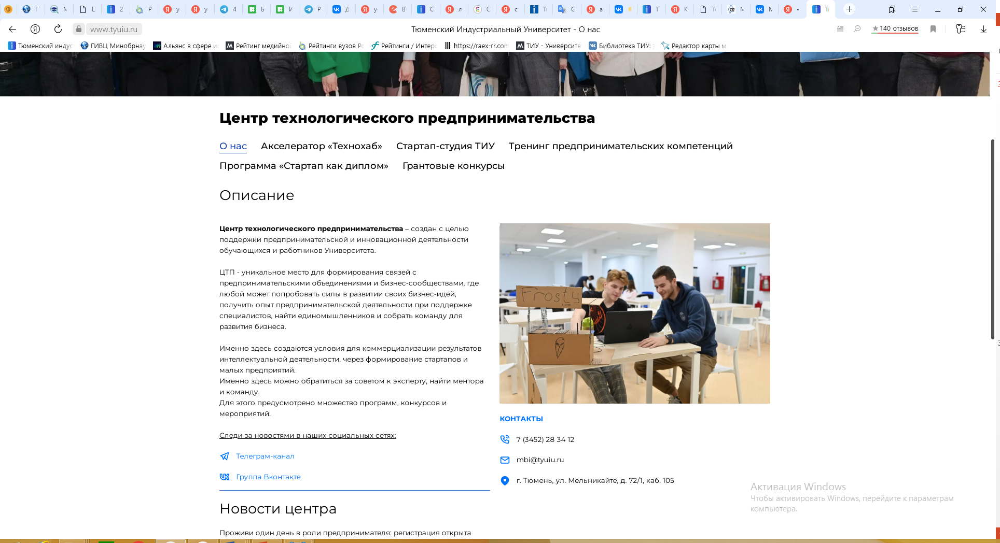 www.tyuiu.ru
Тюменский Индустриальный Университет - О нас
140 отзывов
Тюменский индус
ГИВЦ Минобрнау
Альянс в сфере и
Рейтинг медийно
Рейтинги вузов Ро
Рейтинги / Интер
https://raex-rr.com
ТИУ - Университе
Библиотека ТИУ: э
Редактор карты м
Центр технологического предпринимательства
О нас Акселератор «Технохаб» Стартап-студия ТИУ Тренинг предпринимательских компетенций
Программа «Стартап как диплом» Грантовые конкурсы
Описание
Центр технологического предпринимательства – создан с целью
поддержки предпринимательской и инновационной деятельности
обучающихся и работников Университета.
ЦТП - уникальное место для формирования связей с
предпринимательскими объединениями и бизнес-сообществами, где
любой может попробовать силы в развитии своих бизнес-идей,
получить опыт предпринимательской деятельности при поддержке
специалистов, найти единомышленников и собрать команду для
развития бизнеса.
Именно здесь создаются условия для коммерциализации результатов
интеллектуальной деятельности, через формирование стартапов и
малых предприятий.
Именно здесь можно обратиться за советом к эксперту, найти ментора
и команду.
Для этого предусмотрено множество программ, конкурсов и
мероприятий.
Следи за новостями в наших социальных сетях:
Телеграм-канал
Группа Вконтакте
Frosty
КОНТАКТЫ
7 (3452) 28 34 12
mbi@tyuiu.ru
г. Тюмень, ул. Мельникайте, д. 72/1, каб. 105
Новости центра
Проживи один день в роли предпринимателя: регистрация открыта
Активация Windows
Чтобы активировать Windows, перейдите к параметрам
компьютера.